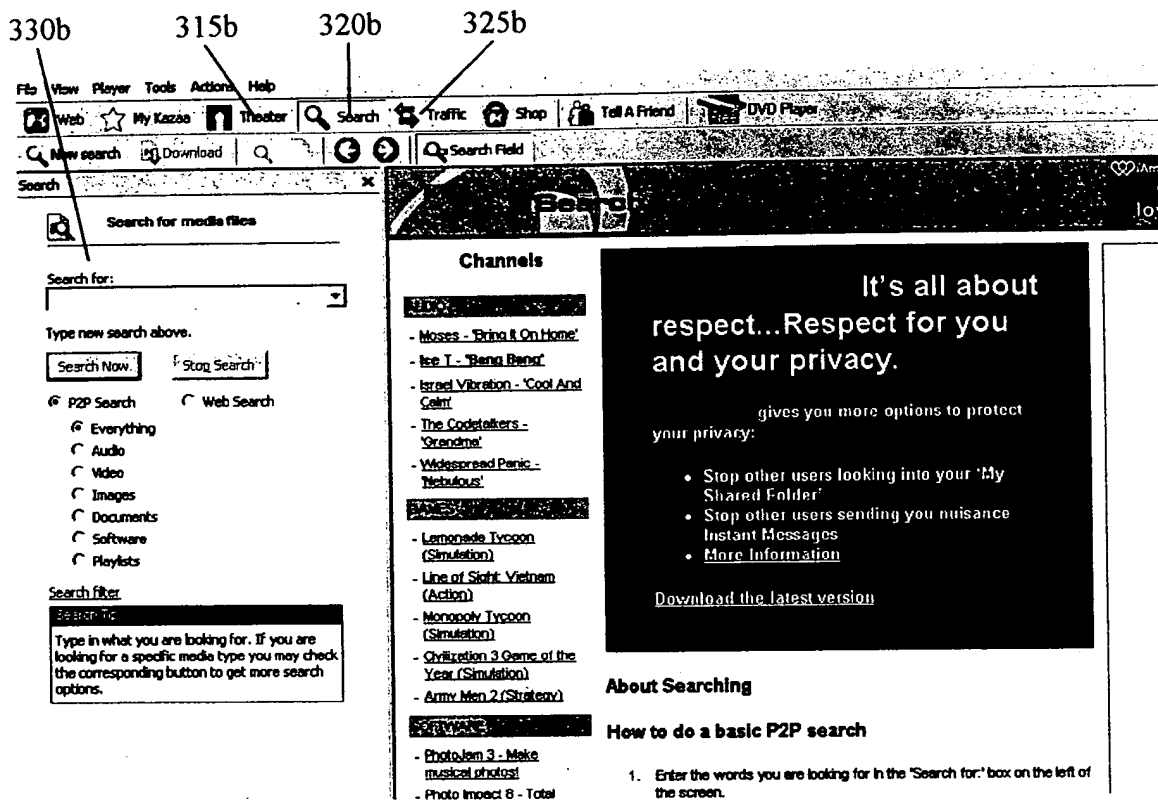 330b 315b 320b 325b
File View Player Tools Actions Help
Web My Kazaa Theater Search Traffic Shop Tell A Friend DVD Player
New search Download Search Field
Search x
Search for media files
Search for:
Type new search above.
Search Now Stop Search
P2P Search Web Search
Everything
Audio
Video
Images
Documents
Software
Playlists
Search filter
Search Tip
Type in what you are looking for. If you are
looking for a specific media type you may check
the corresponding button to get more search
options.
Search
lov
Channels
AUDIO
- Moses - 'Bring It On Home'
- Ice T - 'Bang Bang'
- Israel Vibration - 'Cool And
Calm'
- The Codetalkers -
'Grandma'
- Widespread Panic -
'Nebulous'
GAMES
- Lemonade Tycoon
(Simulation)
- Line of Sight: Vietnam
(Action)
- Monopoly Tycoon
(Simulation)
- Civilization 3 Game of the
Year (Simulation)
- Army Men 2 (Strategy)
SOFTWARE
- PhotoJam 3 - Make
musical photos!
- Photo Impact 8 - Total
It's all about
respect...Respect for you
and your privacy.
gives you more options to protect
your privacy:
• Stop other users looking into your 'My
Shared Folder'
• Stop other users sending you nuisance
Instant Messages
• More Information
Download the latest version
About Searching
How to do a basic P2P search
1. Enter the words you are looking for in the "Search for:" box on the left of
the screen.